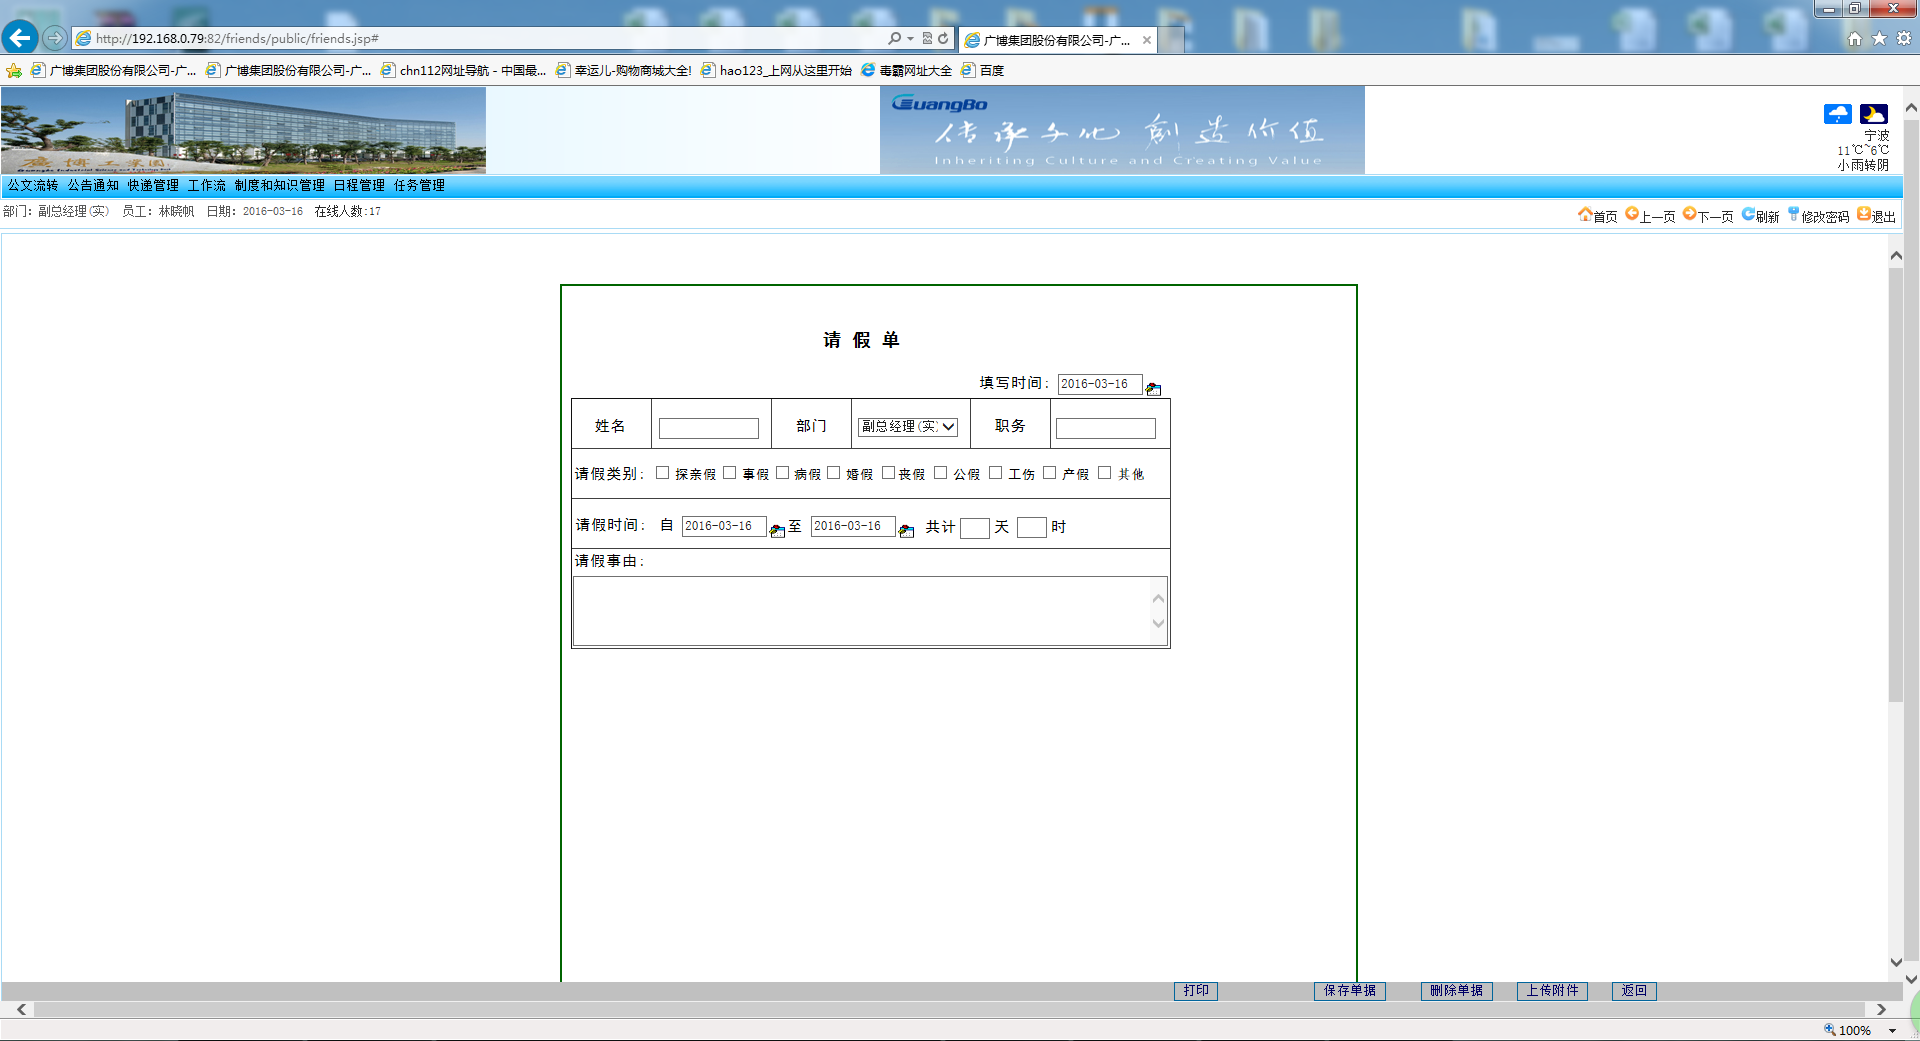 http://192.168.0.79:82/friends/public/friends.jsp#
广博集团股份有限公司-广...
广博集团股份有限公司-广... 广博集团股份有限公司-广... chn112网址导航 - 中国最... 幸运儿-购物商城大全! hao123_上网从这里开始 毒霸网址大全 百度
GuangBo
传承文化 創造价值
Inheriting Culture and Creating Value
广博工业园
宁波
11℃~6℃
小雨转阴
公文流转 公告通知 快递管理 工作流 制度和知识管理 日程管理 任务管理
部门: 副总经理(实) 员工: 林晓帆 日期: 2016-03-16 在线人数:17
首页 上一页 下一页 刷新 修改密码 退出
请 假 单
填写时间: 2016-03-16
姓名 部门 副总经理(实) 职务
请假类别: 探亲假 事假 病假 婚假 丧假 公假 工伤 产假 其他
请假时间: 自 2016-03-16 至 2016-03-16 共计 天 时
请假事由:
打印 保存单据 删除单据 上传附件 返回
100%